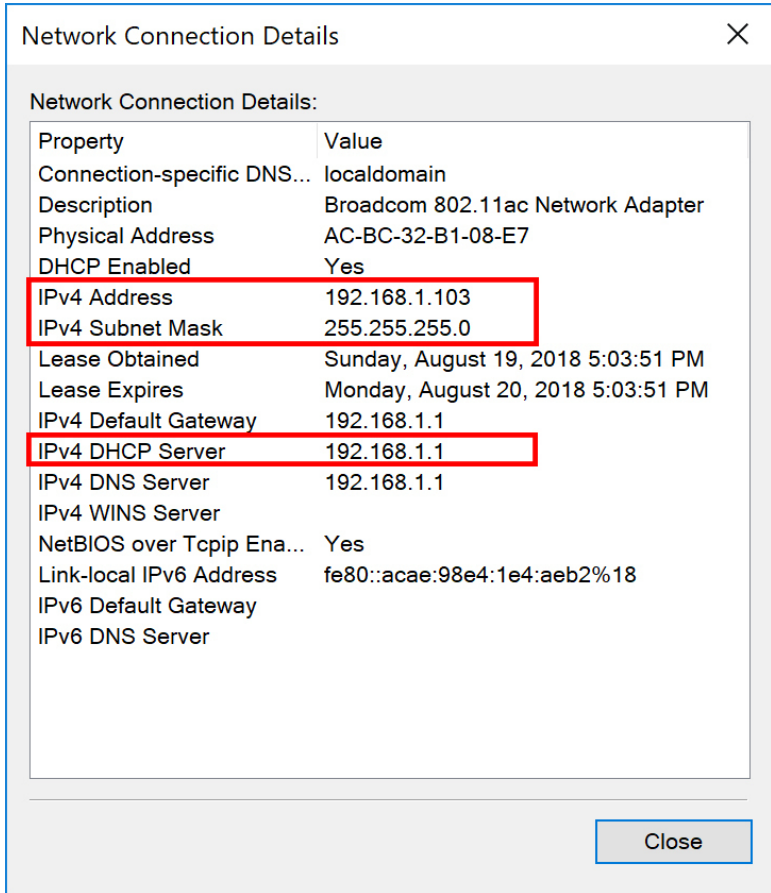 Network Connection Details
Network Connection Details:
Property Value
Connection-specific DNS... localdomain
Description Broadcom 802.11ac Network Adapter
Physical Address AC-BC-32-B1-08-E7
DHCP Enabled Yes
IPv4 Address 192.168.1.103
IPv4 Subnet Mask 255.255.255.0
Lease Obtained Sunday, August 19, 2018 5:03:51 PM
Lease Expires Monday, August 20, 2018 5:03:51 PM
IPv4 Default Gateway 192.168.1.1
IPv4 DHCP Server 192.168.1.1
IPv4 DNS Server 192.168.1.1
IPv4 WINS Server
NetBIOS over Tcpip Ena... Yes
Link-local IPv6 Address fe80::acae:98e4:1e4:aeb2%18
IPv6 Default Gateway
IPv6 DNS Server
Close